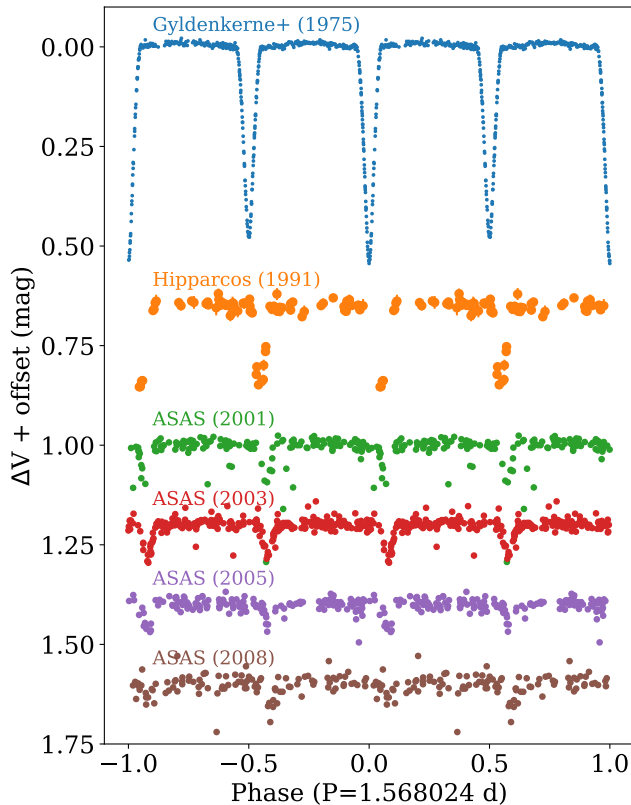 Gyldenkerne+ (1975)
0.00
0.25
0.50
Hipparcos (1991)
0.75
ASAS (2001)
1.00
ASAS (2003)
1.25
ASAS (2005)
1.50
ASAS (2008)
1.75
ΔV + offset (mag)
−1.0 −0.5 0.0 0.5 1.0
Phase (P=1.568024 d)